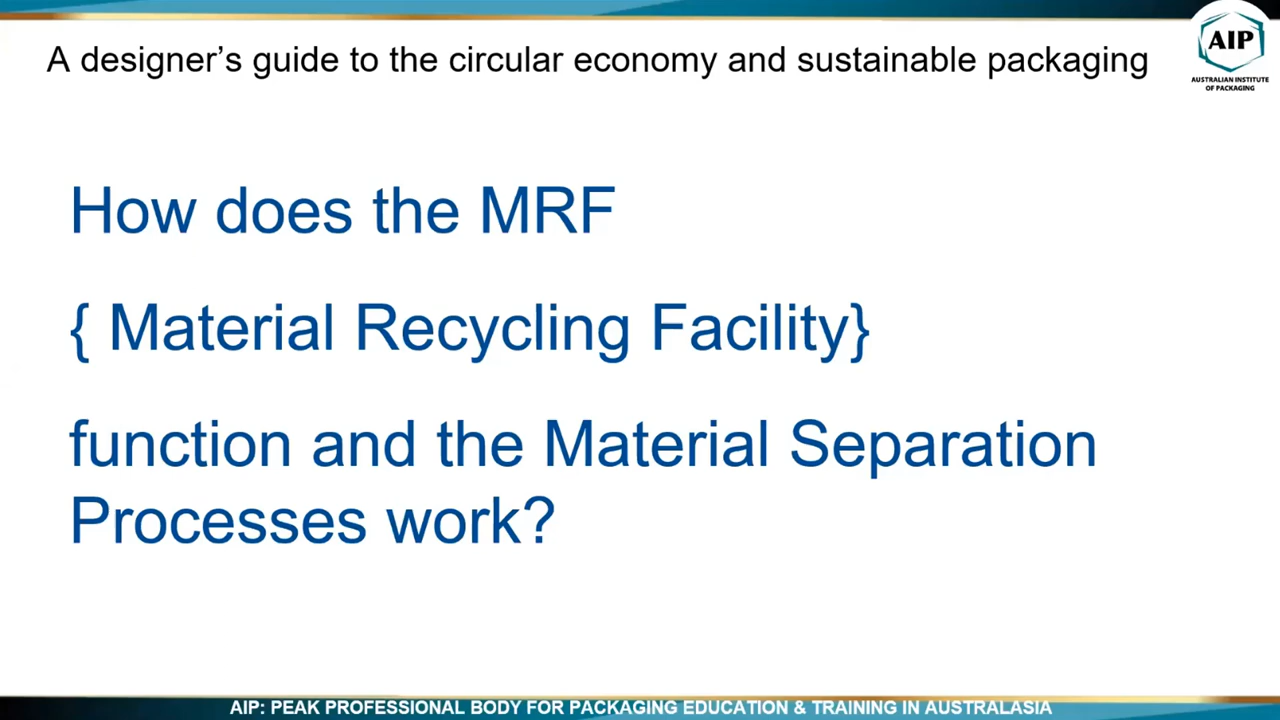 A designer’s guide to the circular economy and sustainable packaging
AIP
AUSTRALIAN INSTITUTE
OF PACKAGING
How does the MRF
{ Material Recycling Facility}
function and the Material Separation
Processes work?
AIP: PEAK PROFESSIONAL BODY FOR PACKAGING EDUCATION & TRAINING IN AUSTRALASIA